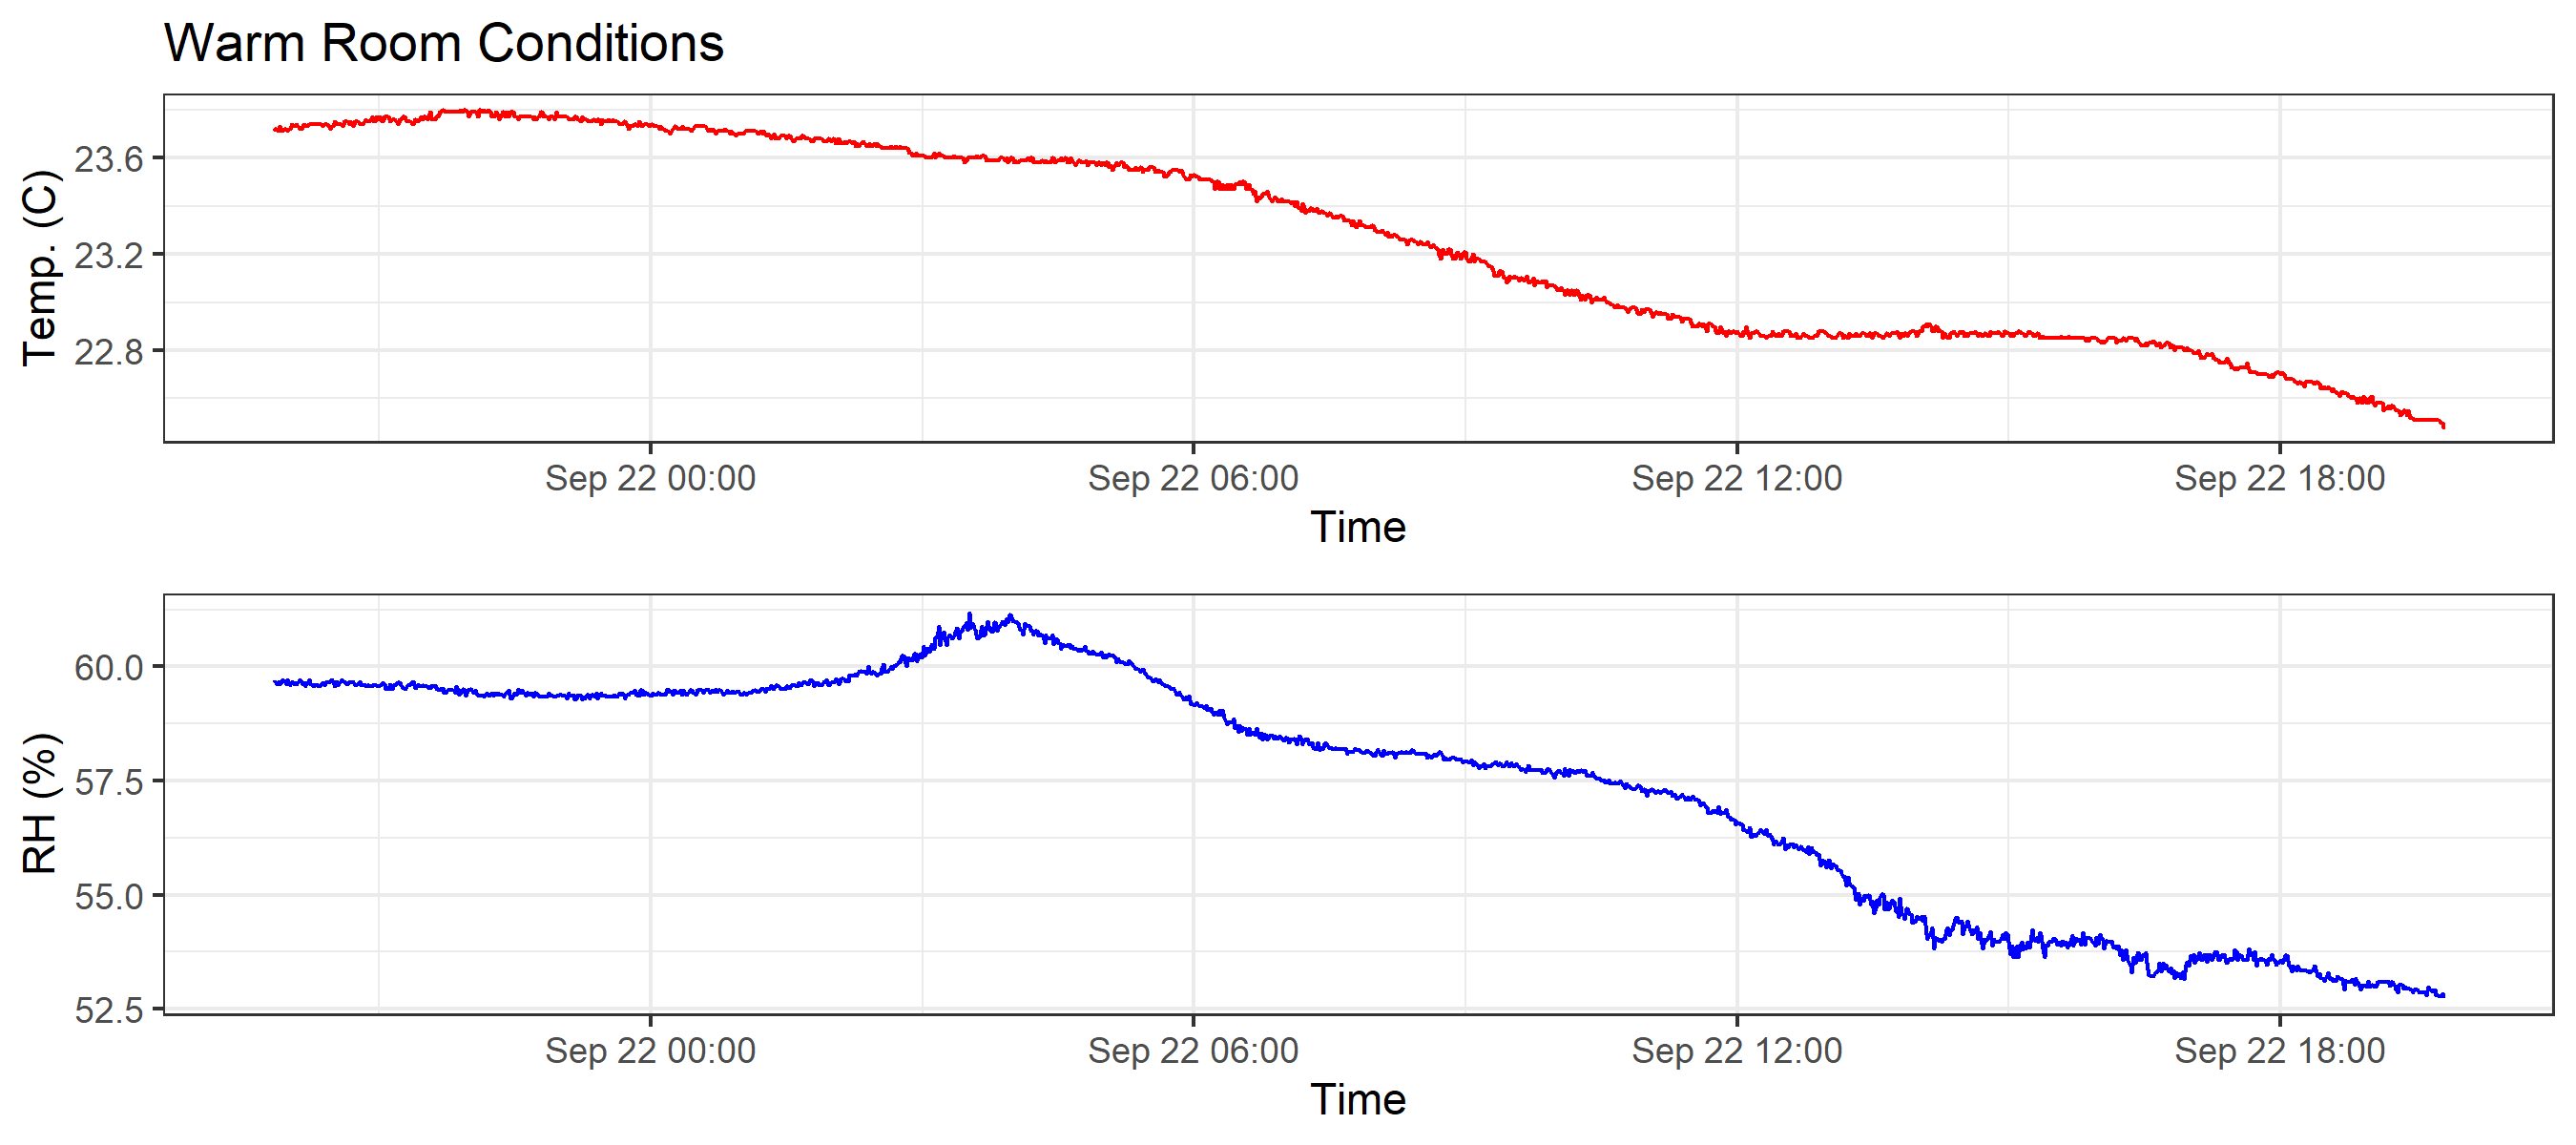 Warm Room Conditions
Temp. (C)
23.6
23.2
22.8
Sep 22 00:00 Sep 22 06:00 Sep 22 12:00 Sep 22 18:00
Time
RH (%)
60.0
57.5
55.0
52.5
Sep 22 00:00 Sep 22 06:00 Sep 22 12:00 Sep 22 18:00
Time